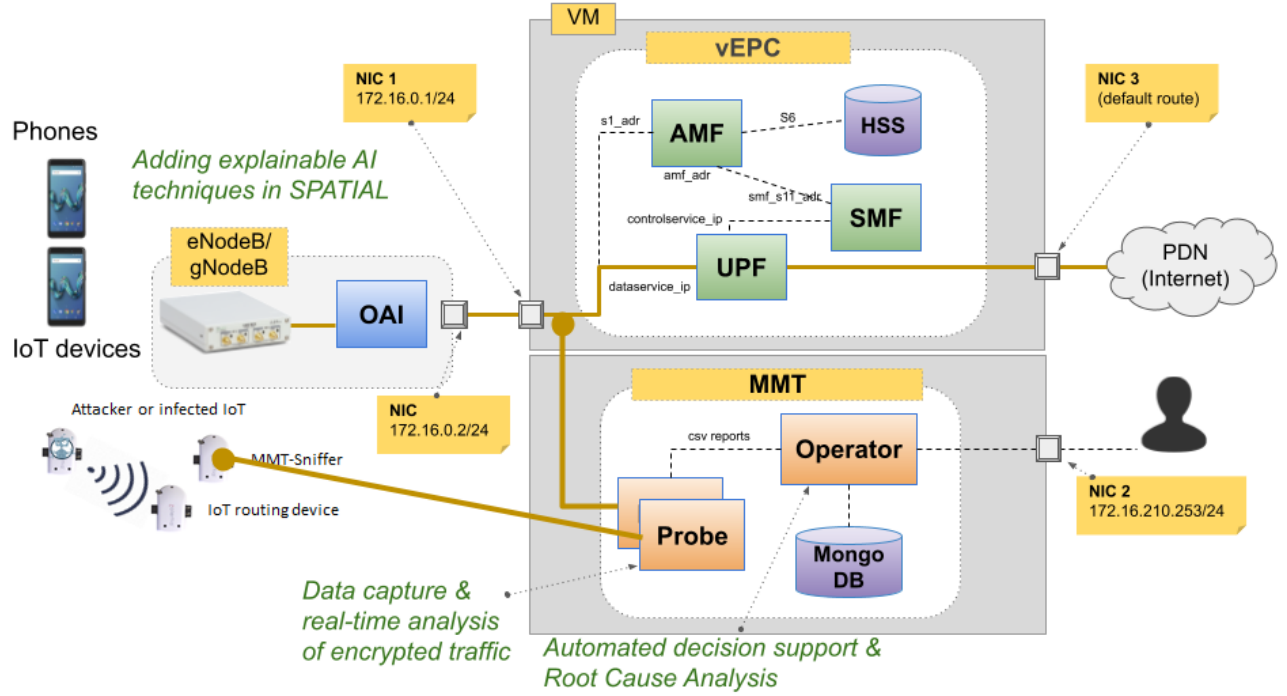 VM
vEPC
NIC 1
172.16.0.1/24
NIC 3
(default route)
Phones
Adding explainable AI
techniques in SPATIAL
s1_adr
AMF
S6
HSS
amf_adr
smf_s11_adr
controlservice_ip
SMF
eNodeB/
gNodeB
OAI
UPF
dataservice_ip
PDN
(Internet)
IoT devices
MMT
NIC
172.16.0.2/24
Attacker or infected IoT
MMT-Sniffer
IoT routing device
csv reports
Operator
NIC 2
172.16.210.253/24
Probe
Mongo
DB
Data capture &
real-time analysis
of encrypted traffic
Automated decision support &
Root Cause Analysis